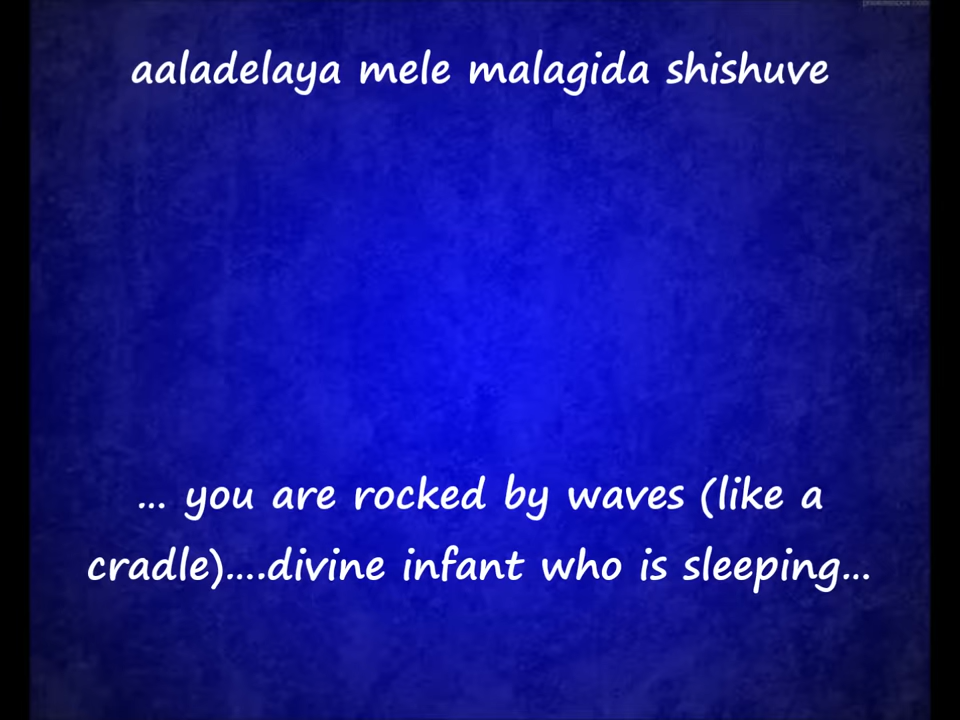 aaladelaya mele malagida shishuve
... you are rocked by waves (like a
cradle)....divine infant who is sleeping...